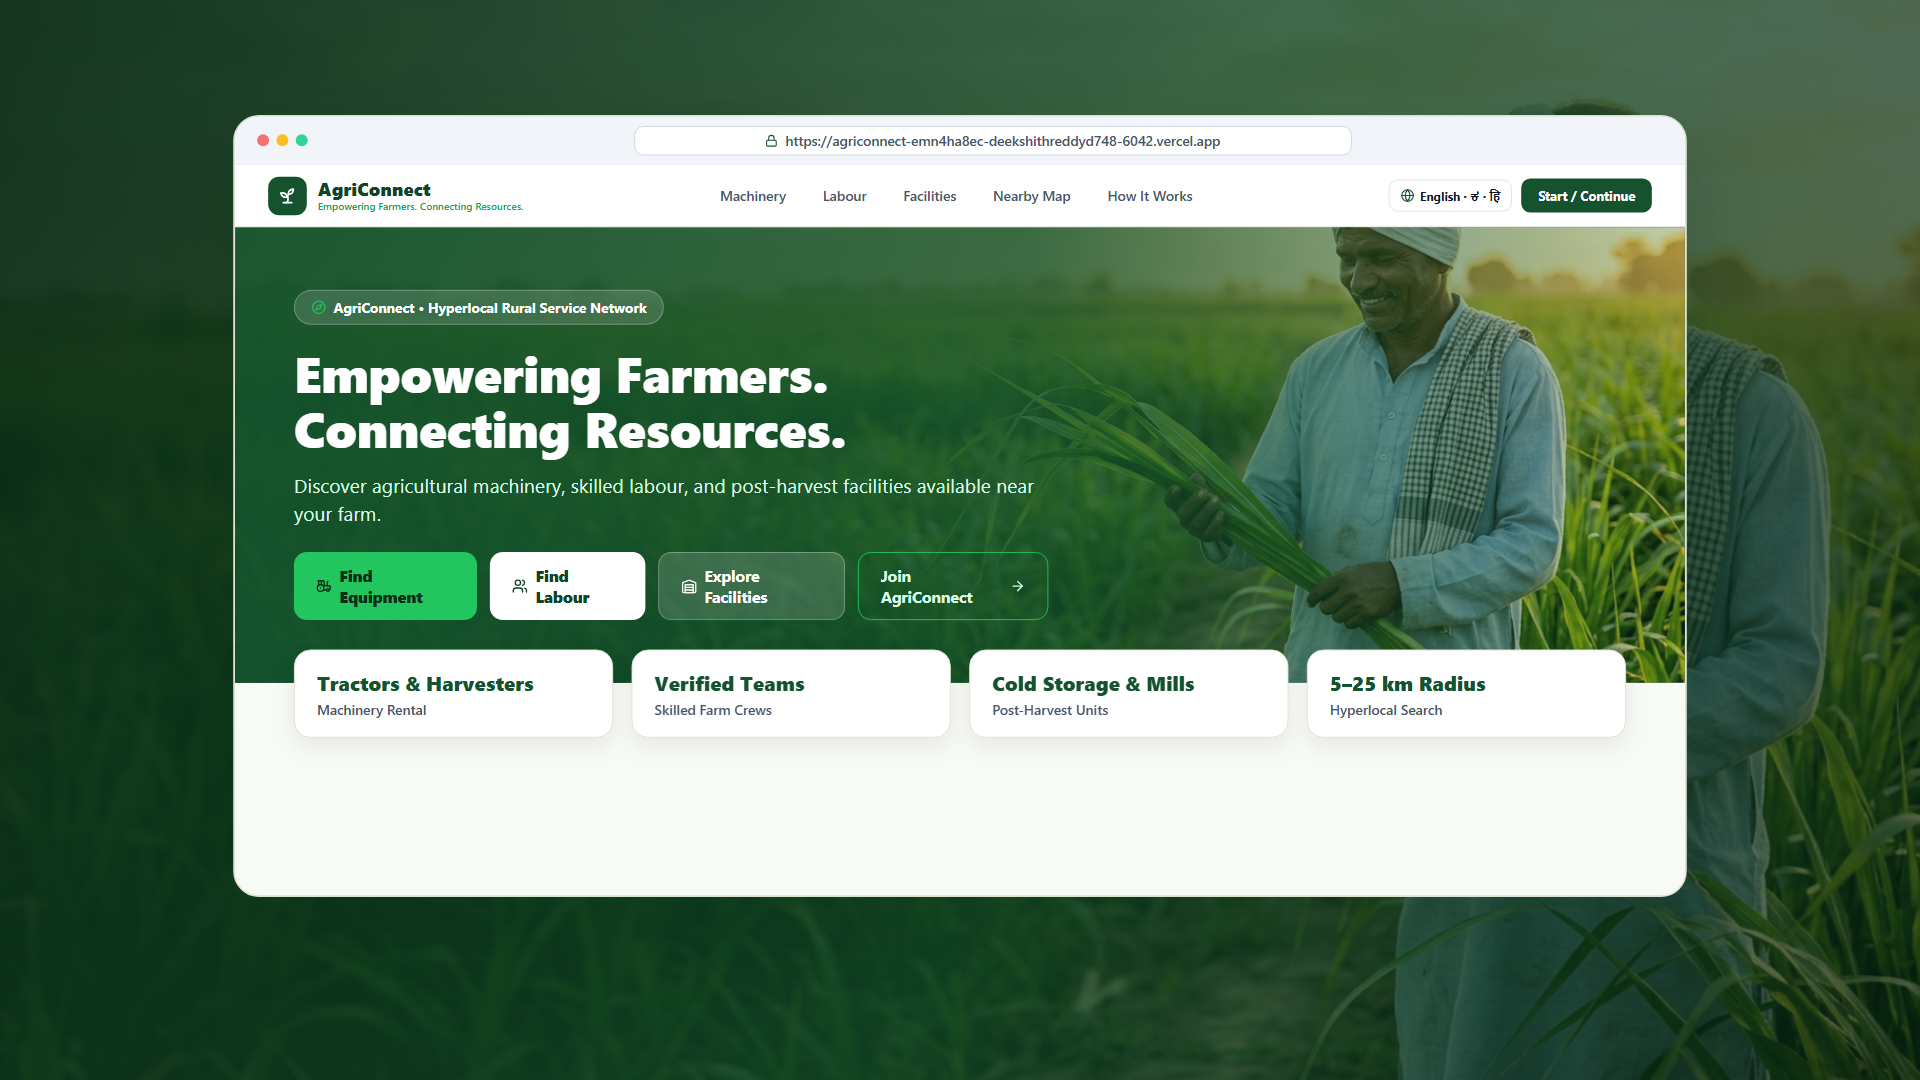 https://agriconnect-emn4ha8ec-deekshithreddyd748-6042.vercel.app
AgriConnect
Empowering Farmers. Connecting Resources.
Machinery
Labour
Facilities
Nearby Map
How It Works
English · ಕ · हि
Start / Continue
AgriConnect • Hyperlocal Rural Service Network
Empowering Farmers.
Connecting Resources.
Discover agricultural machinery, skilled labour, and post-harvest facilities available near
your farm.
Find
Equipment
Find
Labour
Explore
Facilities
Join
AgriConnect
Tractors & Harvesters
Machinery Rental
Verified Teams
Skilled Farm Crews
Cold Storage & Mills
Post-Harvest Units
5–25 km Radius
Hyperlocal Search